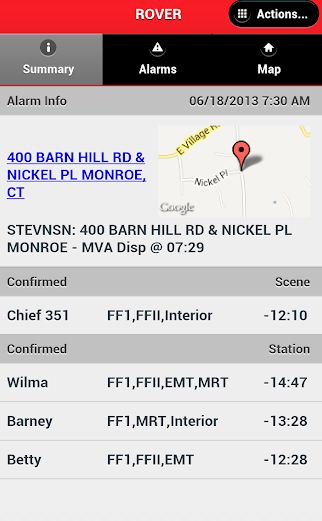 ROVER
Actions...
Summary
Alarms
Map
Alarm Info 06/18/2013 7:30 AM
400 BARN HILL RD &
NICKEL PL MONROE,
CT
E Village
Nickel Pl
Google
STEVNSN: 400 BARN HILL RD & NICKEL PL
MONROE - MVA Disp @ 07:29
Confirmed Scene
Chief 351 FF1,FFII,Interior -12:10
Confirmed Station
Wilma FF1,FFII,EMT,MRT -14:47
Barney FF1,MRT,Interior -13:28
Betty FF1,FFII,EMT -12:28